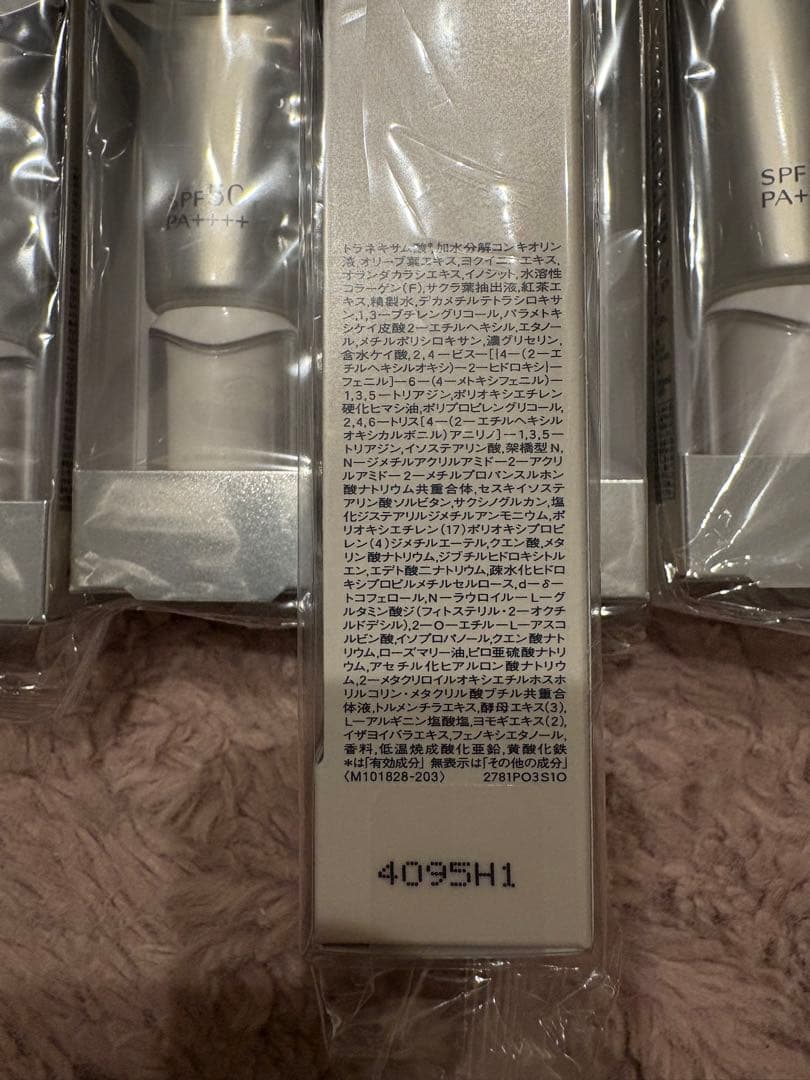 SPF50
PA++++
SPF
PA+
トラネキサム酸*,加水分解コンキオリン
液,オリーブ葉エキス,ヨクイニンエキス,
オランダカラシエキス,イノシット,水溶性
コラーゲン(F),サクラ葉抽出液,紅茶エ
キス,精製水,デカメチルテトラシロキサ
ン,1,3-ブチレングリコール,パラメトキ
シケイ皮酸2-エチルヘキシル,エタノー
ル,メチルポリシロキサン,濃グリセリン,
含水ケイ酸,2,4-ビス-[{4-(2-エ
チルヘキシルオキシ)-2-ヒドロキシ}-
フェニル]-6-(4-メトキシフェニル)-
1,3,5-トリアジン,ポリオキシエチレン
硬化ヒマシ油,ポリプロピレングリコール,
2,4,6-トリス[4-(2-エチルヘキシル
オキシカルボニル)アニリノ]-1,3,5-
トリアジン,イソステアリン酸,架橋型N,
N-ジメチルアクリルアミド-2-アクリ
ルアミド-2-メチルプロパンスルホン
酸ナトリウム共重合体,セスキイソステ
アリン酸ソルビタン,サクシノグルカン,塩
化ジステアリルジメチルアンモニウム,ポ
リオキシエチレン(17)ポリオキシプロピ
レン(4)ジメチルエーテル,クエン酸,メタ
リン酸ナトリウム,ジブチルヒドロキシトル
エン,エデト酸二ナトリウム,疎水化ヒドロ
キシプロピルメチルセルロース,d-δ-
トコフェロール,N-ラウロイル-L-グ
ルタミン酸ジ(フィトステリル・2-オクチ
ルドデシル),2-O-エチル-L-アスコ
ルビン酸,イソプロパノール,クエン酸ナト
リウム,ローズマリー油,ピロ亜硫酸ナトリ
ウム,アセチル化ヒアルロン酸ナトリウ
ム,2-メタクリロイルオキシエチルホスホ
リルコリン・メタクリル酸ブチル共重合
体液,トルメンチラエキス,酵母エキス(3),
L-アルギニン塩酸塩,ヨモギエキス(2),
イザヨイバラエキス,フェノキシエタノール,
香料,低温焼成酸化亜鉛,黄酸化鉄
*は「有効成分」無表示は「その他の成分」
〈M101828-203〉 2781P03S10
4095H1